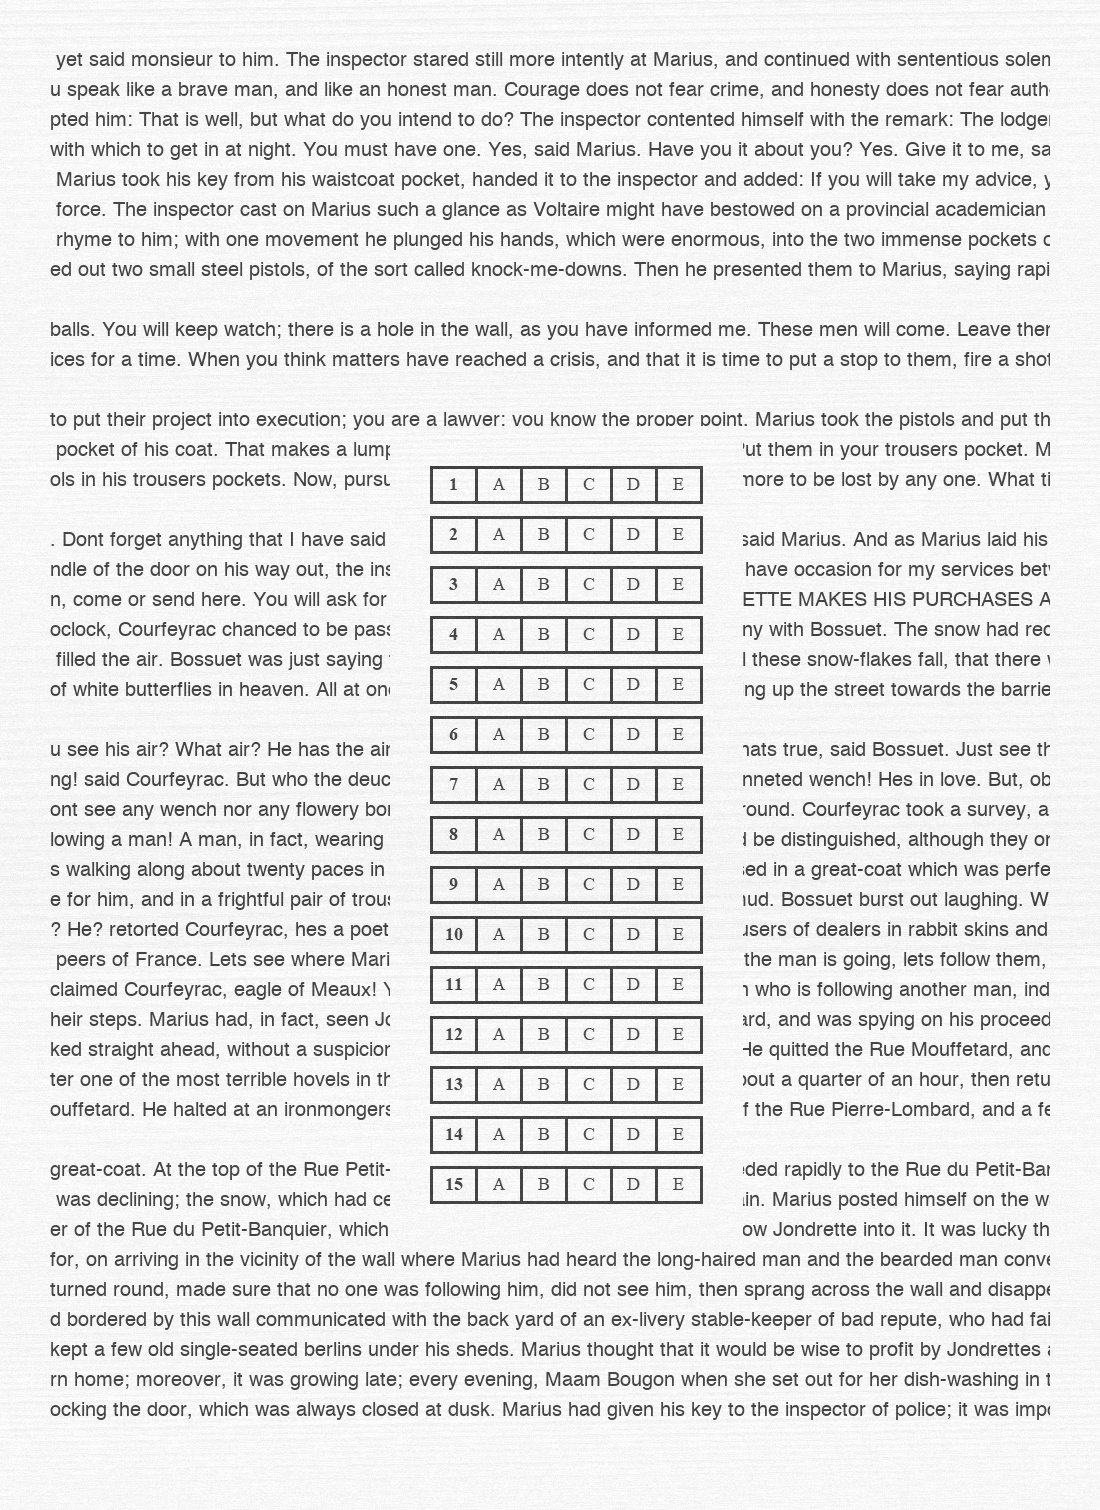 yet said monsieur to him. The inspector stared still more intently at Marius, and continued with sententious solem
u speak like a brave man, and like an honest man. Courage does not fear crime, and honesty does not fear autho
pted him: That is well, but what do you intend to do? The inspector contented himself with the remark: The lodger
with which to get in at night. You must have one. Yes, said Marius. Have you it about you? Yes. Give it to me, sa
Marius took his key from his waistcoat pocket, handed it to the inspector and added: If you will take my advice, y
force. The inspector cast on Marius such a glance as Voltaire might have bestowed on a provincial academician
rhyme to him; with one movement he plunged his hands, which were enormous, into the two immense pockets o
ed out two small steel pistols, of the sort called knock-me-downs. Then he presented them to Marius, saying rapi
balls. You will keep watch; there is a hole in the wall, as you have informed me. These men will come. Leave them
ices for a time. When you think matters have reached a crisis, and that it is time to put a stop to them, fire a shot
to put their project into execution; you are a lawyer: you know the proper point. Marius took the pistols and put th
pocket of his coat. That makes a lump Put them in your trousers pocket. M
ols in his trousers pockets. Now, pursu more to be lost by any one. What ti
. Dont forget anything that I have said said Marius. And as Marius laid his
ndle of the door on his way out, the ins have occasion for my services betw
n, come or send here. You will ask for ETTE MAKES HIS PURCHASES A
oclock, Courfeyrac chanced to be pass ny with Bossuet. The snow had red
filled the air. Bossuet was just saying these snow-flakes fall, that there w
of white butterflies in heaven. All at on ng up the street towards the barrie
u see his air? What air? He has the air hats true, said Bossuet. Just see th
ng! said Courfeyrac. But who the deuc nneted wench! Hes in love. But, ob
ont see any wench nor any flowery bon round. Courfeyrac took a survey, a
lowing a man! A man, in fact, wearing d be distinguished, although they on
s walking along about twenty paces in sed in a great-coat which was perfe
e for him, and in a frightful pair of trous ud. Bossuet burst out laughing. W
? He? retorted Courfeyrac, hes a poet users of dealers in rabbit skins and
peers of France. Lets see where Mari the man is going, lets follow them,
claimed Courfeyrac, eagle of Meaux! Y n who is following another man, ind
heir steps. Marius had, in fact, seen Jo ard, and was spying on his proceed
ked straight ahead, without a suspicion He quitted the Rue Mouffetard, and
ter one of the most terrible hovels in th bout a quarter of an hour, then retu
ouffetard. He halted at an ironmongers f the Rue Pierre-Lombard, and a fe
great-coat. At the top of the Rue Petit- ded rapidly to the Rue du Petit-Ban
was declining; the snow, which had ce in. Marius posted himself on the w
er of the Rue du Petit-Banquier, which ow Jondrette into it. It was lucky th
for, on arriving in the vicinity of the wall where Marius had heard the long-haired man and the bearded man conve
turned round, made sure that no one was following him, did not see him, then sprang across the wall and disappe
d bordered by this wall communicated with the back yard of an ex-livery stable-keeper of bad repute, who had fai
kept a few old single-seated berlins under his sheds. Marius thought that it would be wise to profit by Jondrettes a
rn home; moreover, it was growing late; every evening, Maam Bougon when she set out for her dish-washing in t
ocking the door, which was always closed at dusk. Marius had given his key to the inspector of police; it was impo
1 A B C D E
2 A B C D E
3 A B C D E
4 A B C D E
5 A B C D E
6 A B C D E
7 A B C D E
8 A B C D E
9 A B C D E
10 A B C D E
11 A B C D E
12 A B C D E
13 A B C D E
14 A B C D E
15 A B C D E